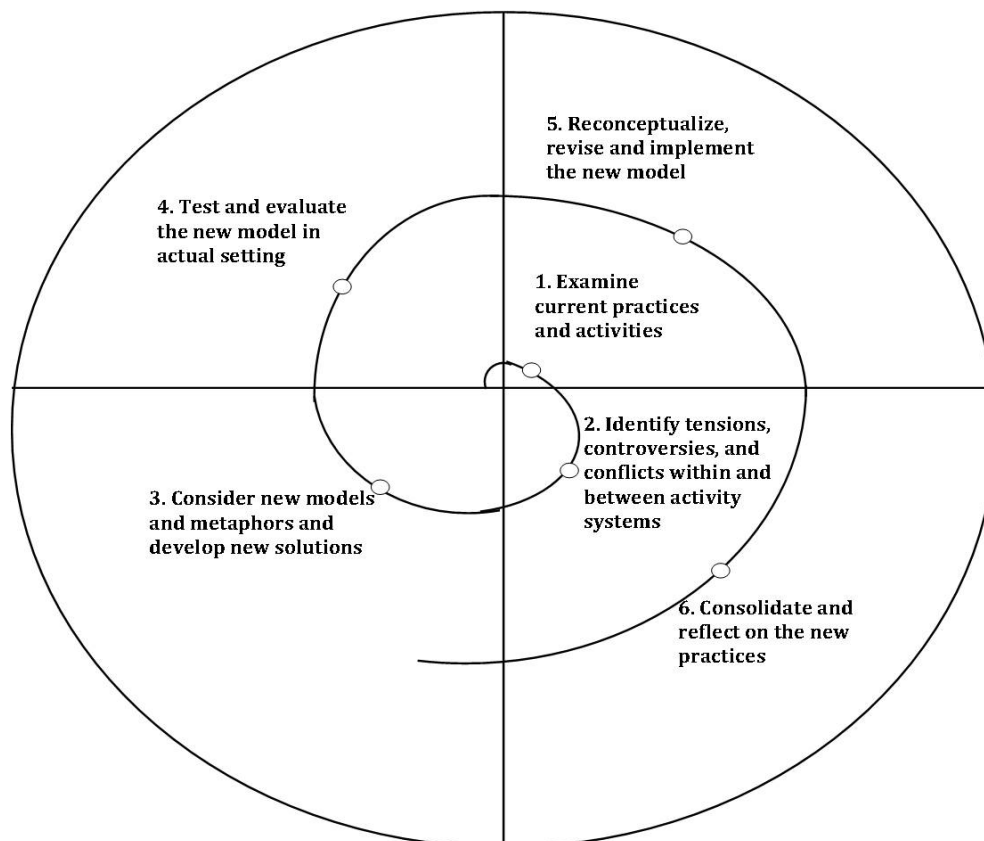 5. Reconceptualize,
revise and implement
the new model
4. Test and evaluate
the new model in
actual setting
1. Examine
current practices
and activities
2. Identify tensions,
controversies, and
conflicts within and
between activity
systems
3. Consider new models
and metaphors and
develop new solutions
6. Consolidate and
reflect on the new
practices